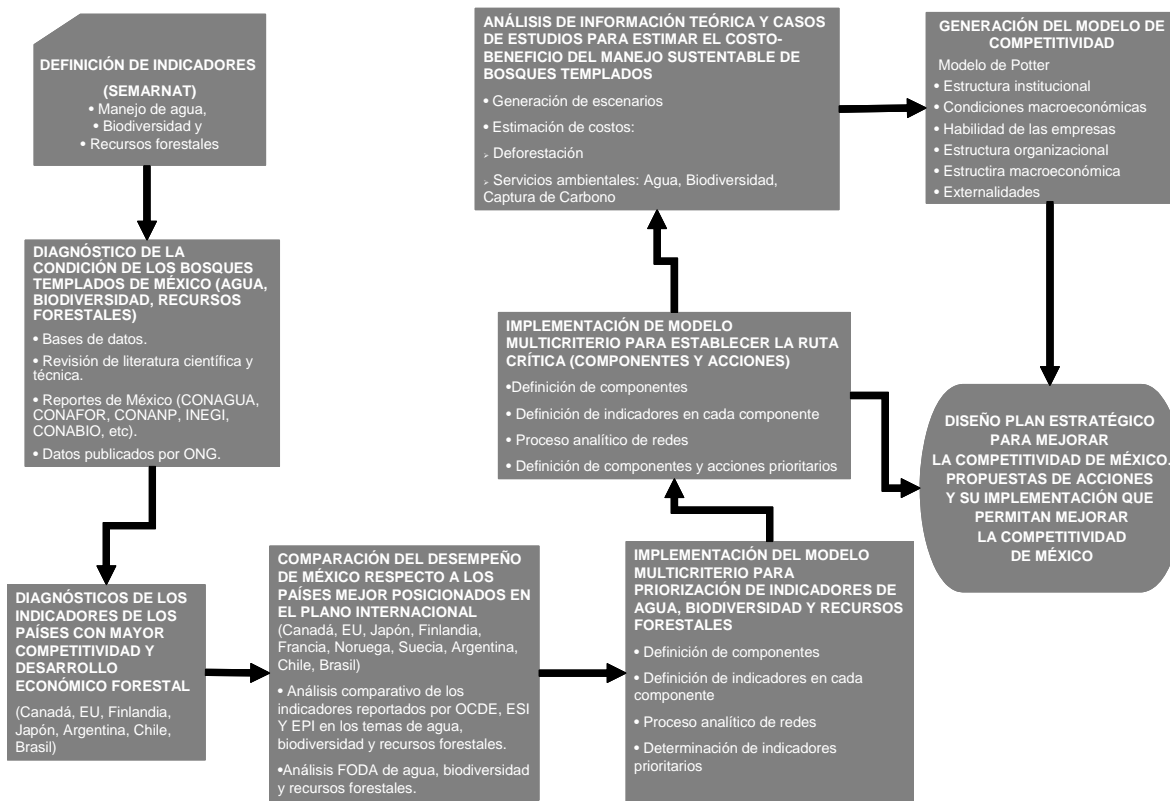 DEFINICIÓN DE INDICADORES
(SEMARNAT)
• Manejo de agua,
• Biodiversidad y
• Recursos forestales
DIAGNÓSTICO DE LA
CONDICIÓN DE LOS BOSQUES
TEMPLADOS DE MÉXICO (AGUA,
BIODIVERSIDAD, RECURSOS
FORESTALES)
• Bases de datos.
• Revisión de literatura científica y
técnica.
• Reportes de México (CONAGUA,
CONAFOR, CONANP, INEGI,
CONABIO, etc).
• Datos publicados por ONG.
DIAGNÓSTICOS DE LOS
INDICADORES DE LOS
PAÍSES CON MAYOR
COMPETITIVIDAD Y
DESARROLLO
ECONÓMICO FORESTAL
(Canadá, EU, Finlandia,
Japón, Argentina, Chile,
Brasil)
COMPARACIÓN DEL DESEMPEÑO
DE MÉXICO RESPECTO A LOS
PAÍSES MEJOR POSICIONADOS EN
EL PLANO INTERNACIONAL
(Canadá, EU, Japón, Finlandia,
Francia, Noruega, Suecia, Argentina,
Chile, Brasil)
• Análisis comparativo de los
indicadores reportados por OCDE, ESI
Y EPI en los temas de agua,
biodiversidad y recursos forestales.
•Análisis FODA de agua, biodiversidad
y recursos forestales.
IMPLEMENTACIÓN DEL MODELO
MULTICRITERIO PARA
PRIORIZACIÓN DE INDICADORES DE
AGUA, BIODIVERSIDAD Y RECURSOS
FORESTALES
• Definición de componentes
• Definición de indicadores en cada
componente
• Proceso analítico de redes
• Determinación de indicadores
prioritarios
IMPLEMENTACIÓN DE MODELO
MULTICRITERIO PARA ESTABLECER LA RUTA
CRÍTICA (COMPONENTES Y ACCIONES)
•Definición de componentes
• Definición de indicadores en cada componente
• Proceso analítico de redes
• Definición de componentes y acciones prioritarios
ANÁLISIS DE INFORMACIÓN TEÓRICA Y CASOS
DE ESTUDIOS PARA ESTIMAR EL COSTO-
BENEFICIO DEL MANEJO SUSTENTABLE DE
BOSQUES TEMPLADOS
• Generación de escenarios
• Estimación de costos:
➢ Deforestación
➢ Servicios ambientales: Agua, Biodiversidad,
Captura de Carbono
GENERACIÓN DEL MODELO DE
COMPETITIVIDAD
Modelo de Potter
• Estructura institucional
• Condiciones macroeconómicas
• Habilidad de las empresas
• Estructura organizacional
• Estructira macroeconómica
• Externalidades
DISEÑO PLAN ESTRATÉGICO
PARA MEJORAR
LA COMPETITIVIDAD DE MÉXICO.
PROPUESTAS DE ACCIONES
Y SU IMPLEMENTACIÓN QUE
PERMITAN MEJORAR
LA COMPETITIVIDAD
DE MÉXICO